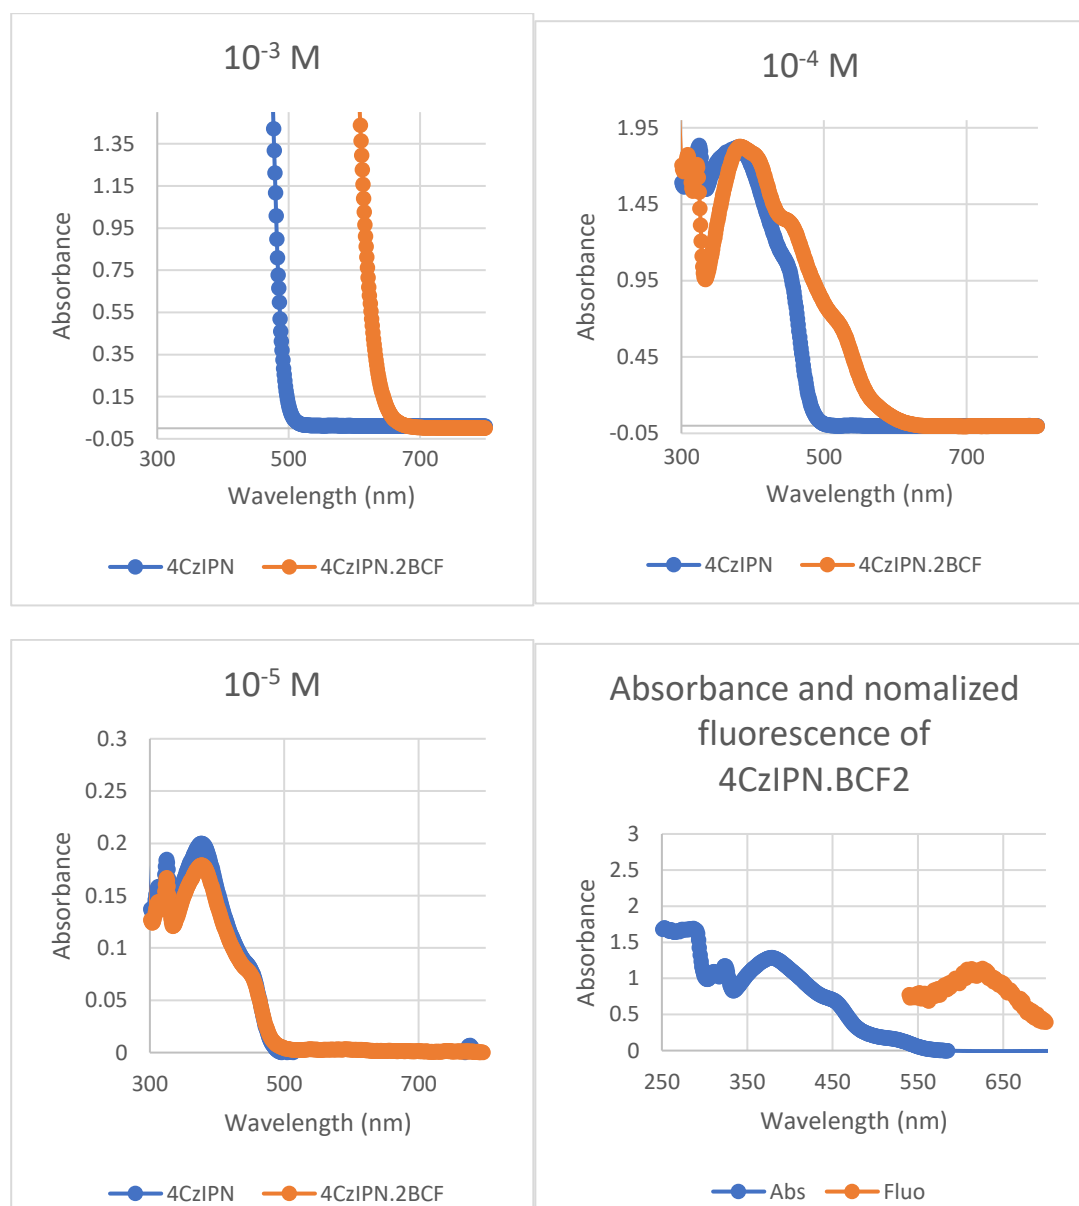 10-3 M
1.35
1.15
0.95
0.75
0.55
0.35
0.15
-0.05
Absorbance
300 500 700
Wavelength (nm)
4CzIPN 4CzIPN.2BCF
10-4 M
1.95
1.45
0.95
0.45
-0.05
Absorbance
300 500 700
Wavelength (nm)
4CzIPN 4CzIPN.2BCF
10-5 M
0.3
0.25
0.2
0.15
0.1
0.05
0
Absorbance
300 500 700
Wavelength (nm)
4CzIPN 4CzIPN.2BCF
Absorbance and nomalized
fluorescence of
4CzIPN.BCF2
3
2.5
2
1.5
1
0.5
0
Absorbance
250 350 450 550 650
Wavelength (nm)
Abs Fluo